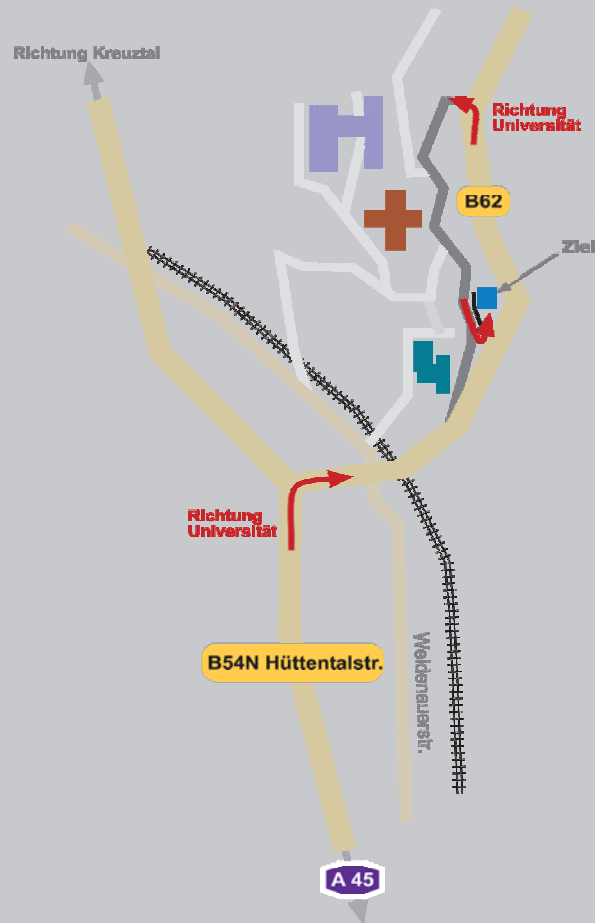 Richtung Kreuztal
Richtung
Universität
B62
Ziel
Richtung
Universität
B54N Hüttentalstr.
Weidenauerstr.
A 45